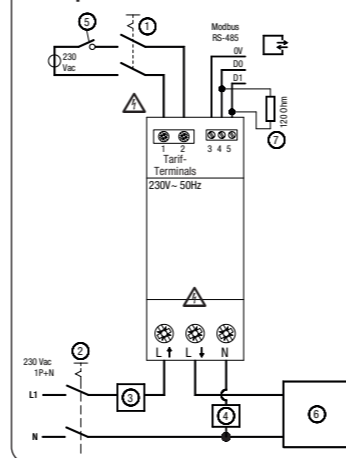 5
1
Modbus
RS-485
0V
D0
D1
230
Vac
120 Ohm
7
1 2 3 4 5
Tarif-
Terminals
230V~ 50Hz
L ↑ L ↓ N
230 Vac
1P+N
2
L1
3
4
6
N